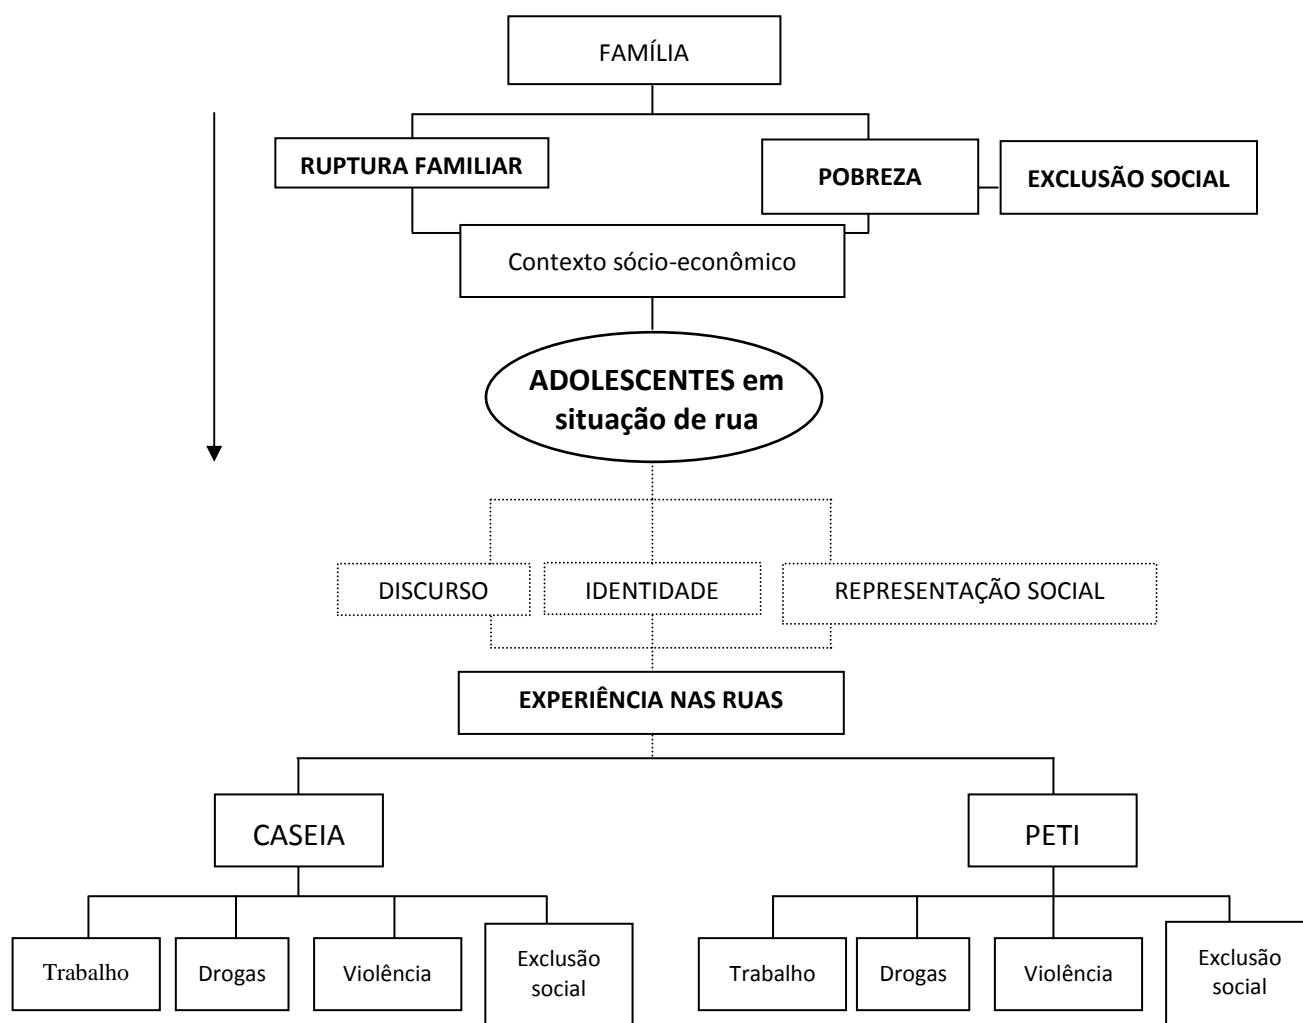 FAMÍLIA
RUPTURA FAMILIAR
POBREZA
EXCLUSÃO SOCIAL
Contexto sócio-econômico
ADOLESCENTES em
situação de rua
DISCURSO
IDENTIDADE
REPRESENTAÇÃO SOCIAL
EXPERIÊNCIA NAS RUAS
CASEIA
PETI
Trabalho
Drogas
Violência
Exclusão
social
Trabalho
Drogas
Violência
Exclusão
social